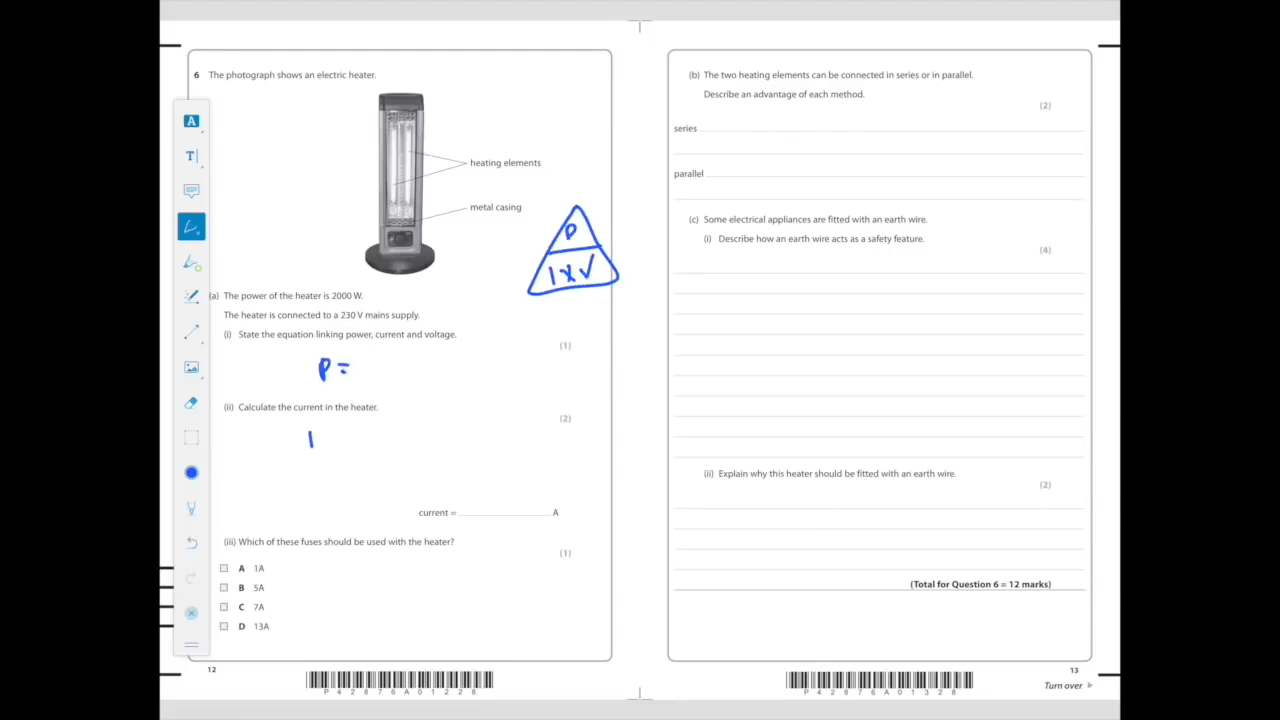 6 The photograph shows an electric heater.
heating elements
metal casing
P
I X V
(a) The power of the heater is 2000 W.
The heater is connected to a 230 V mains supply.
(i) State the equation linking power, current and voltage.
(1)
P =
(ii) Calculate the current in the heater.
(2)
I
current = A
(iii) Which of these fuses should be used with the heater?
(1)
A 1A
B 5A
C 7A
D 13A
12
P42876A01228
(b) The two heating elements can be connected in series or in parallel.
Describe an advantage of each method.
(2)
series
parallel
(c) Some electrical appliances are fitted with an earth wire.
(i) Describe how an earth wire acts as a safety feature.
(4)
(ii) Explain why this heater should be fitted with an earth wire.
(2)
(Total for Question 6 = 12 marks)
13
P42876A01328
Turn over
A
T